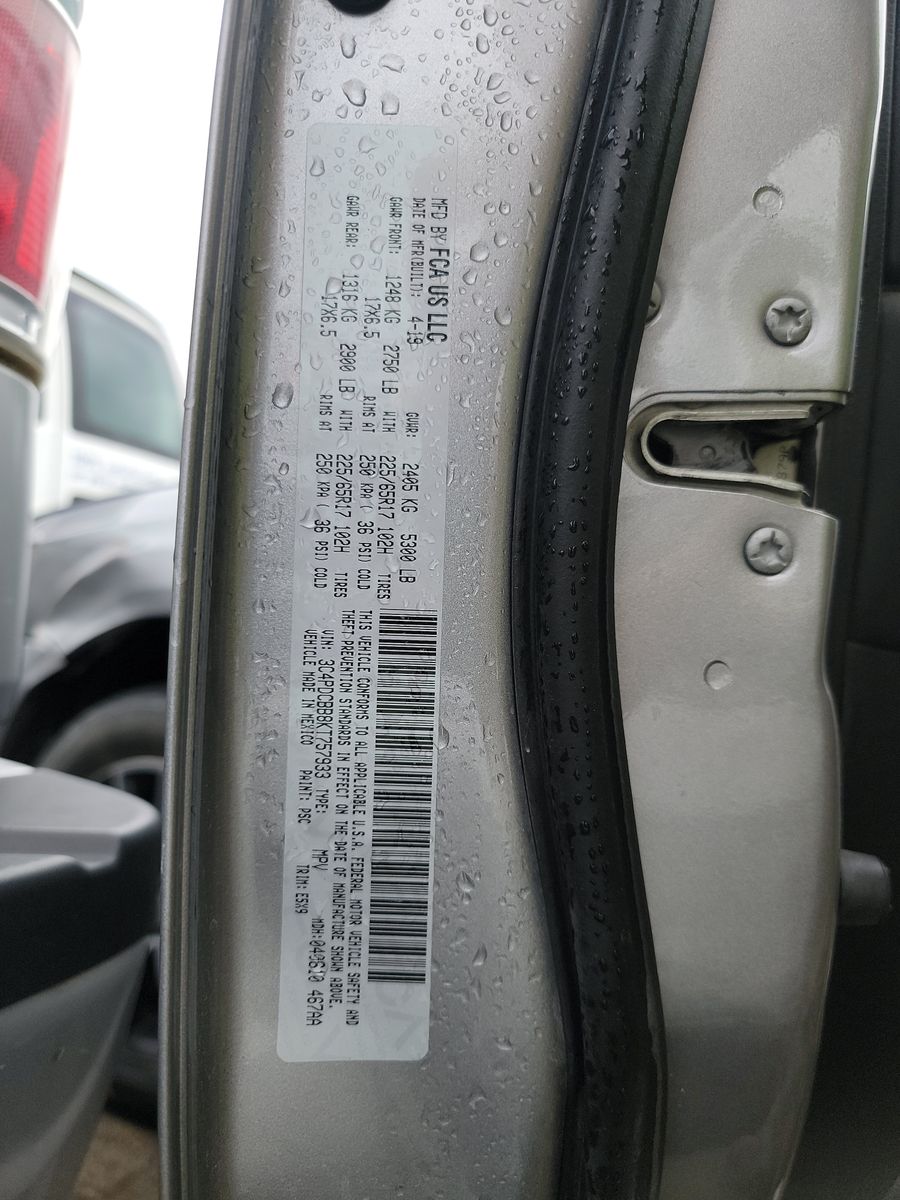 MFD BY FCA US LLC
DATE OF MFR(BUILT): 4-19 GVWR: 2405 KG 5300 LB
GAWR FRONT: 1248 KG 2750 LB WITH 225/65R17 102H TIRES
17X6.5 RIMS AT 250 KPA( 36 PSI) COLD
GAWR REAR: 1316 KG 2900 LB WITH 225/65R17 102H TIRES
17X6.5 RIMS AT 250 KPA( 36 PSI) COLD
THIS VEHICLE CONFORMS TO ALL APPLICABLE U.S.A. FEDERAL MOTOR VEHICLE SAFETY AND
THEFT PREVENTION STANDARDS IN EFFECT ON THE DATE OF MANUFACTURE SHOWN ABOVE.
VIN: 3C4PDCBB8KT757933 TYPE: MPV MDH:040610 467AA
VEHICLE MADE IN MEXICO PAINT: PSC TRIM: E5X9